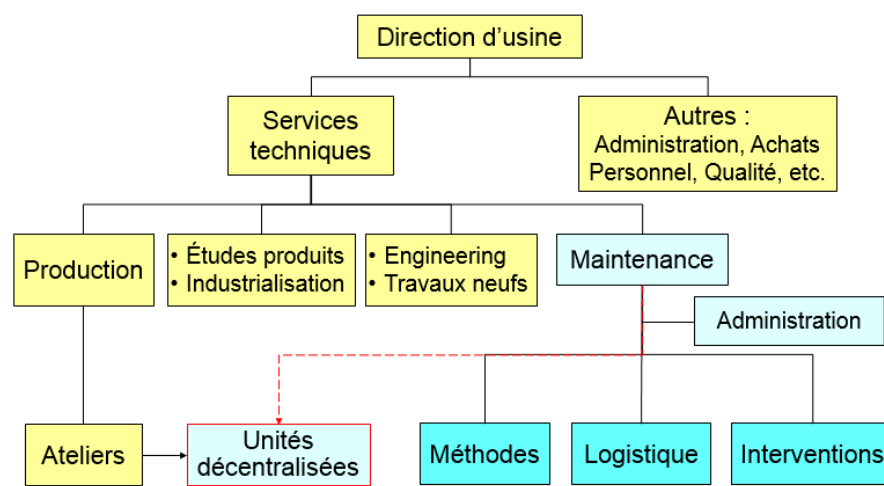 Direction d’usine
Services
techniques
Autres :
Administration, Achats
Personnel, Qualité, etc.
Production
• Études produits
• Industrialisation
• Engineering
• Travaux neufs
Maintenance
Administration
Ateliers
Unités
décentralisées
Méthodes
Logistique
Interventions